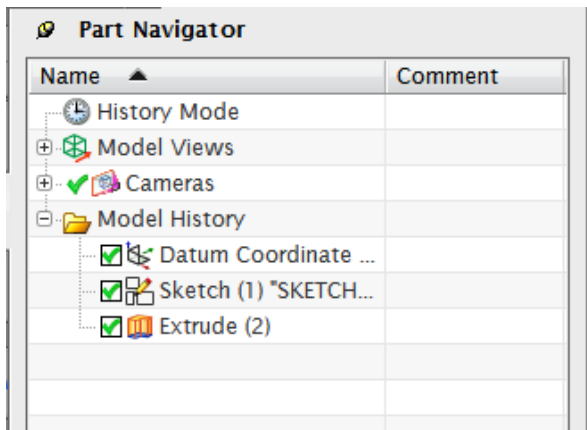 Part Navigator
Name Comment
History Mode
Model Views
Cameras
Model History
Datum Coordinate ...
Sketch (1) "SKETCH...
Extrude (2)